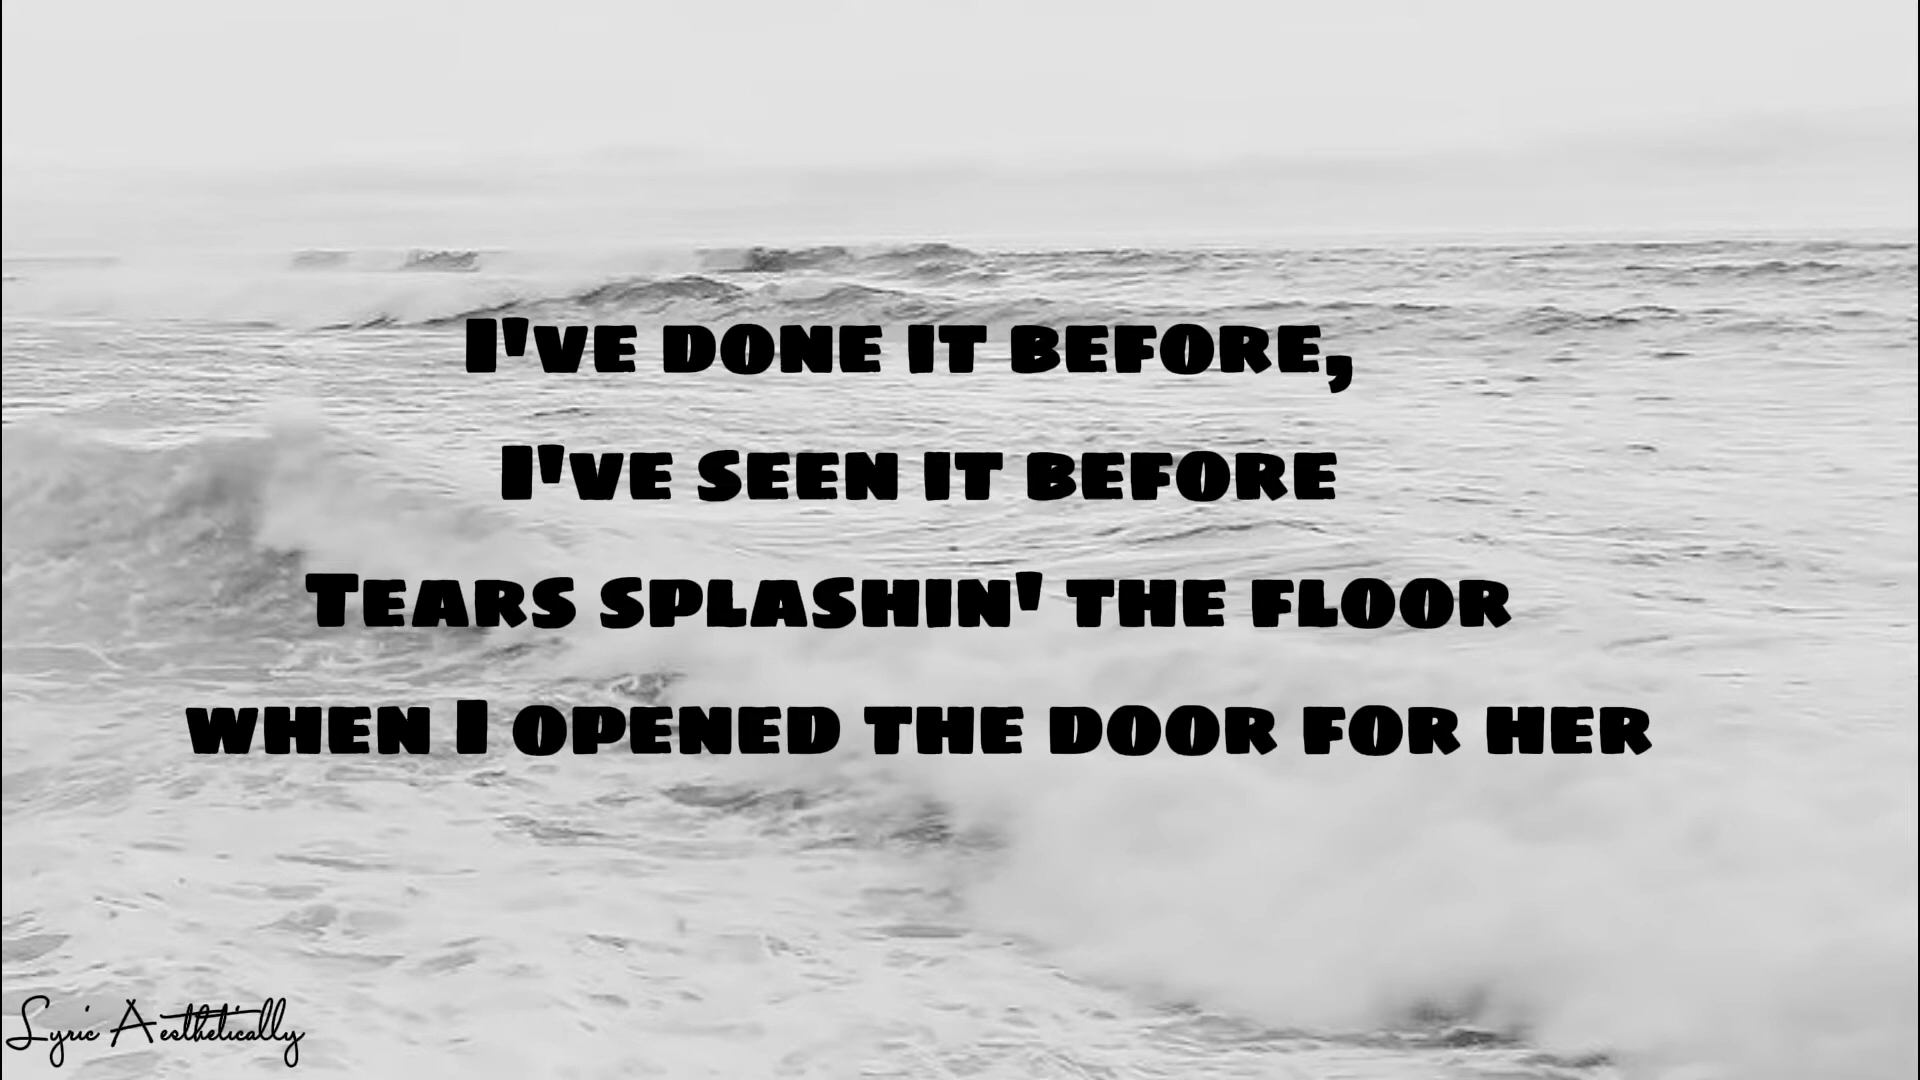 I've done it before,
I've seen it before
Tears splashin' the floor
when I opened the door for her
Lyric Aesthetically